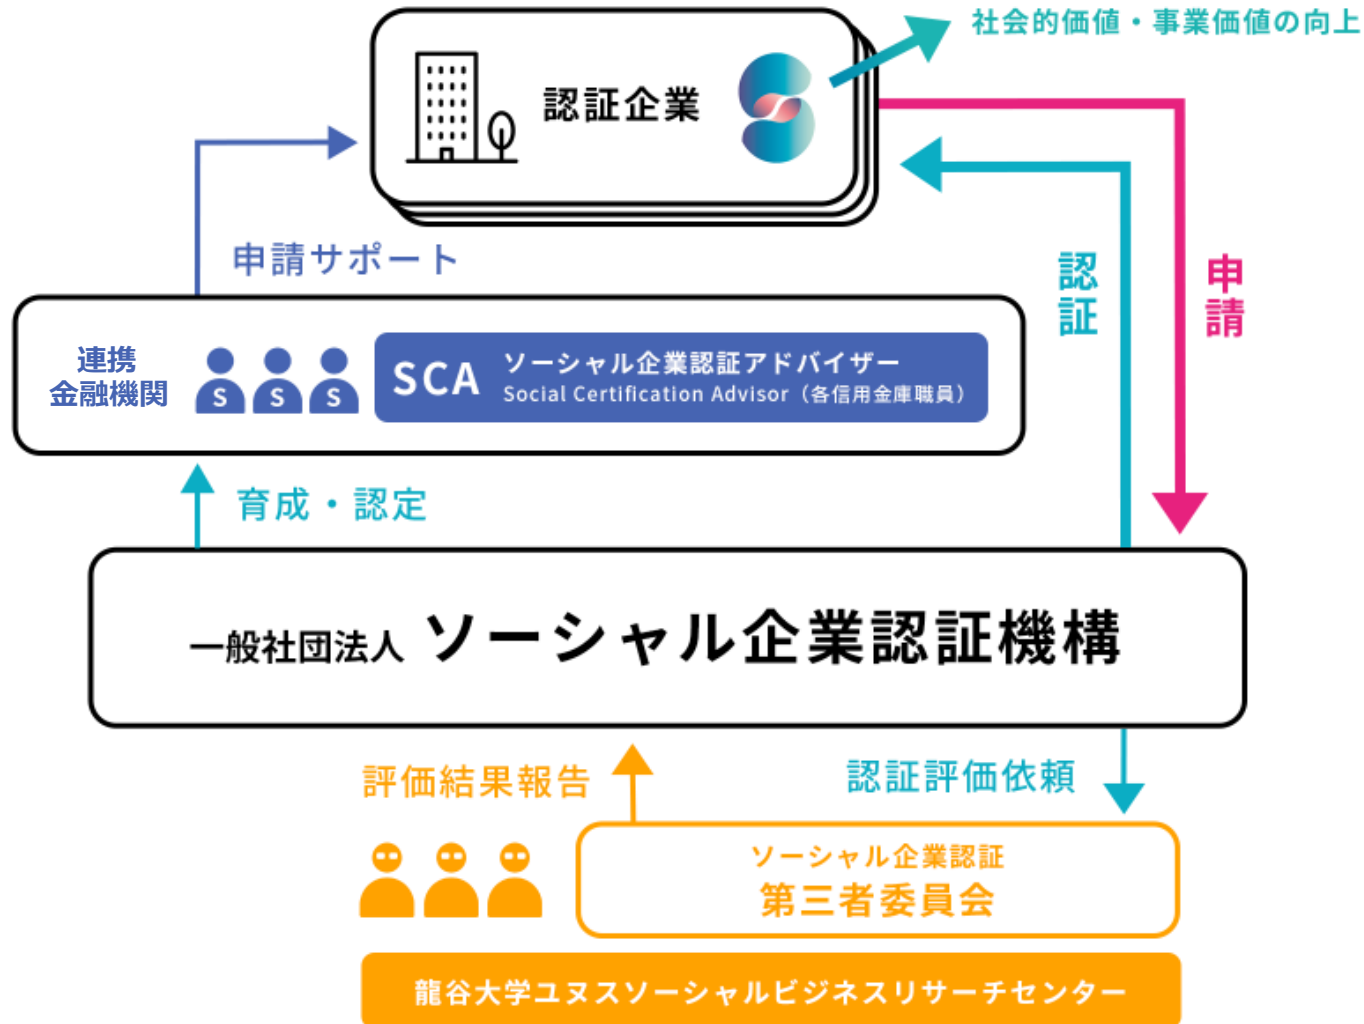 社会的価値・事業価値の向上
認証企業
申請サポート
認証
申請
連携
金融機関
S S S
SCA
ソーシャル企業認証アドバイザー
Social Certification Advisor（各信用金庫職員）
育成・認定
一般社団法人 ソーシャル企業認証機構
評価結果報告
認証評価依頼
ソーシャル企業認証
第三者委員会
龍谷大学ユヌスソーシャルビジネスリサーチセンター